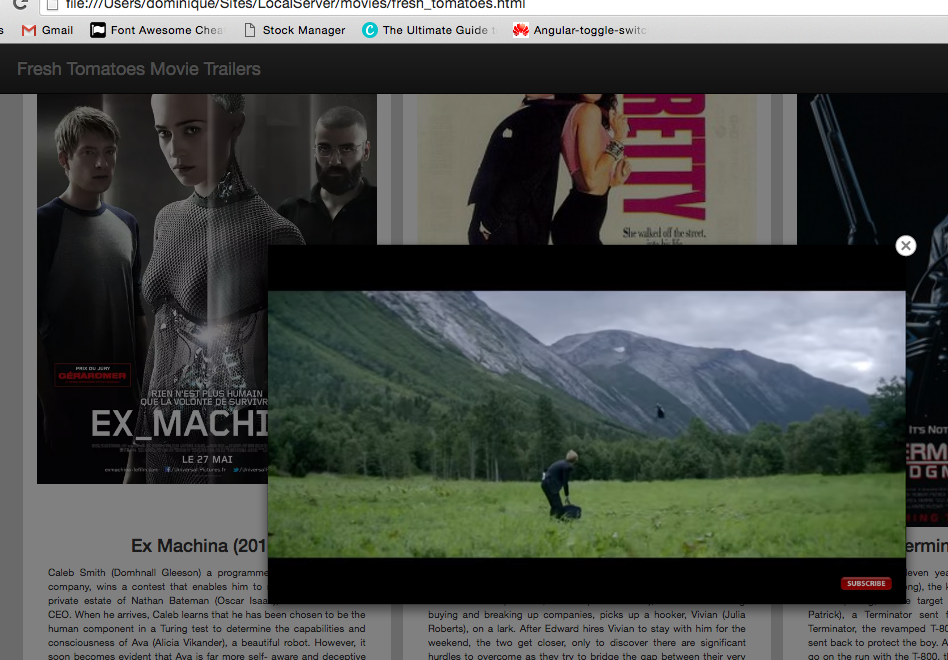 file:///Users/dominique/Sites/LocalServer/movies/fresh_tomatoes.html
Gmail Font Awesome Chea Stock Manager The Ultimate Guide Angular-toggle-switc
Fresh Tomatoes Movie Trailers
RETTY
She walked off the street,
into his life
PRIX DU JURY
GÉRARDMER
RIEN N'EST PLUS HUMAIN
QUE LA VOLONTÉ DE SURVIVR
EX_MACHI
LE 27 MAI
IT'S NOT
ERM
DGN
SUBSCRIBE
Ex Machina (201
Caleb Smith (Domhnall Gleeson) a programme
company, wins a contest that enables him to
private estate of Nathan Bateman (Oscar Isaa
CEO. When he arrives, Caleb learns that he has been chosen to be the
human component in a Turing test to determine the capabilities and
consciousness of Ava (Alicia Vikander), a beautiful robot. However, it
soon becomes evident that Ava is far more self- aware and deceptive
buying and breaking up companies, picks up a hooker, Vivian (Julia
Roberts), on a lark. After Edward hires Vivian to stay with him for the
weekend, the two get closer, only to discover there are significant
hurdles to overcome as they try to bridge the gap between their very
ermin
leven yea
ng), the k
target
Patrick), a Terminator sent
Terminator, the revamped T-80
sent back to protect the boy. A
go on the run with the T-800,